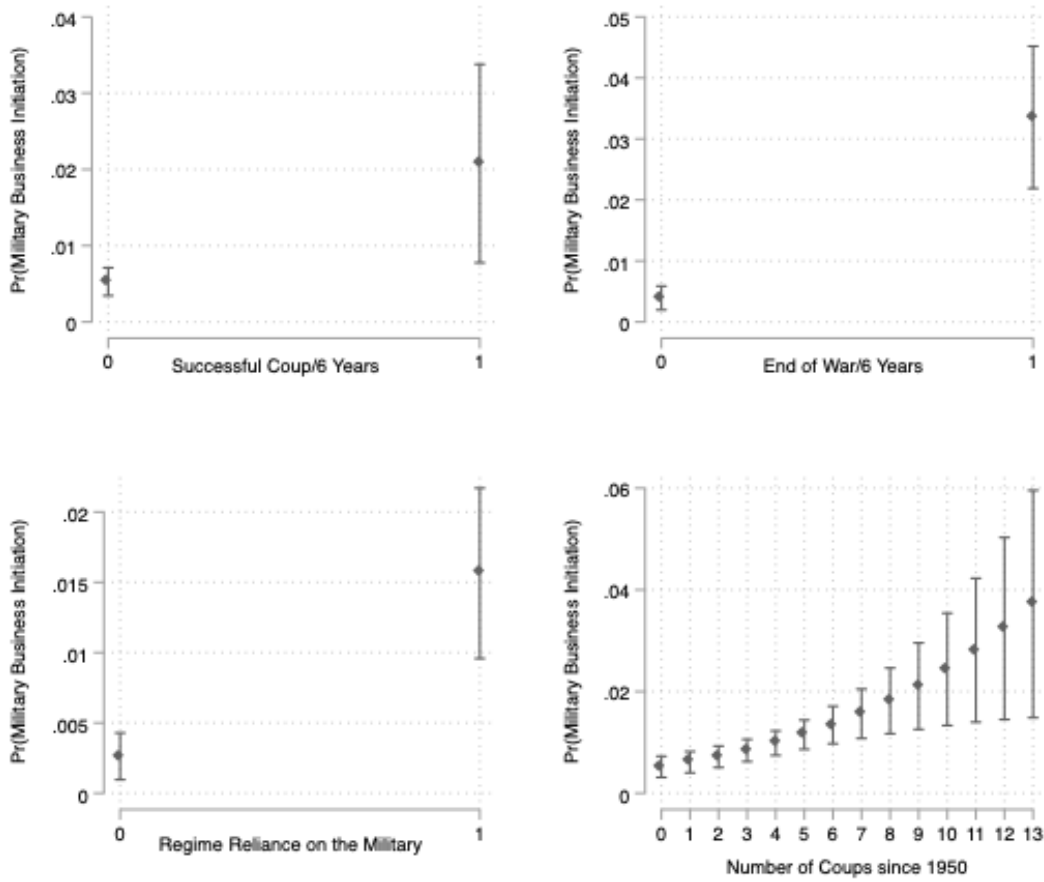 Pr(Military Business Initiation)
.04
.03
.02
.01
0
0
1
Successful Coup/6 Years
Pr(Military Business Initiation)
.05
.04
.03
.02
.01
0
0
1
End of War/6 Years
Pr(Military Business Initiation)
.02
.015
.01
.005
0
0
1
Regime Reliance on the Military
Pr(Military Business Initiation)
.06
.04
.02
0
0 1 2 3 4 5 6 7 8 9 10 11 12 13
Number of Coups since 1950